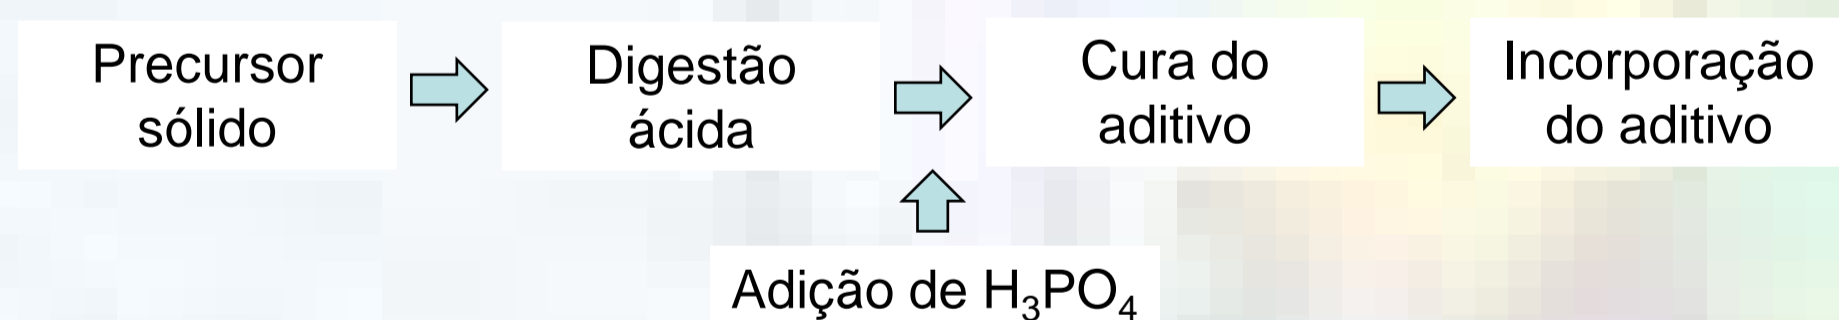 Precursor
sólido
Digestão
ácida
Cura do
aditivo
Incorporação
do aditivo
Adição de H₃PO₄